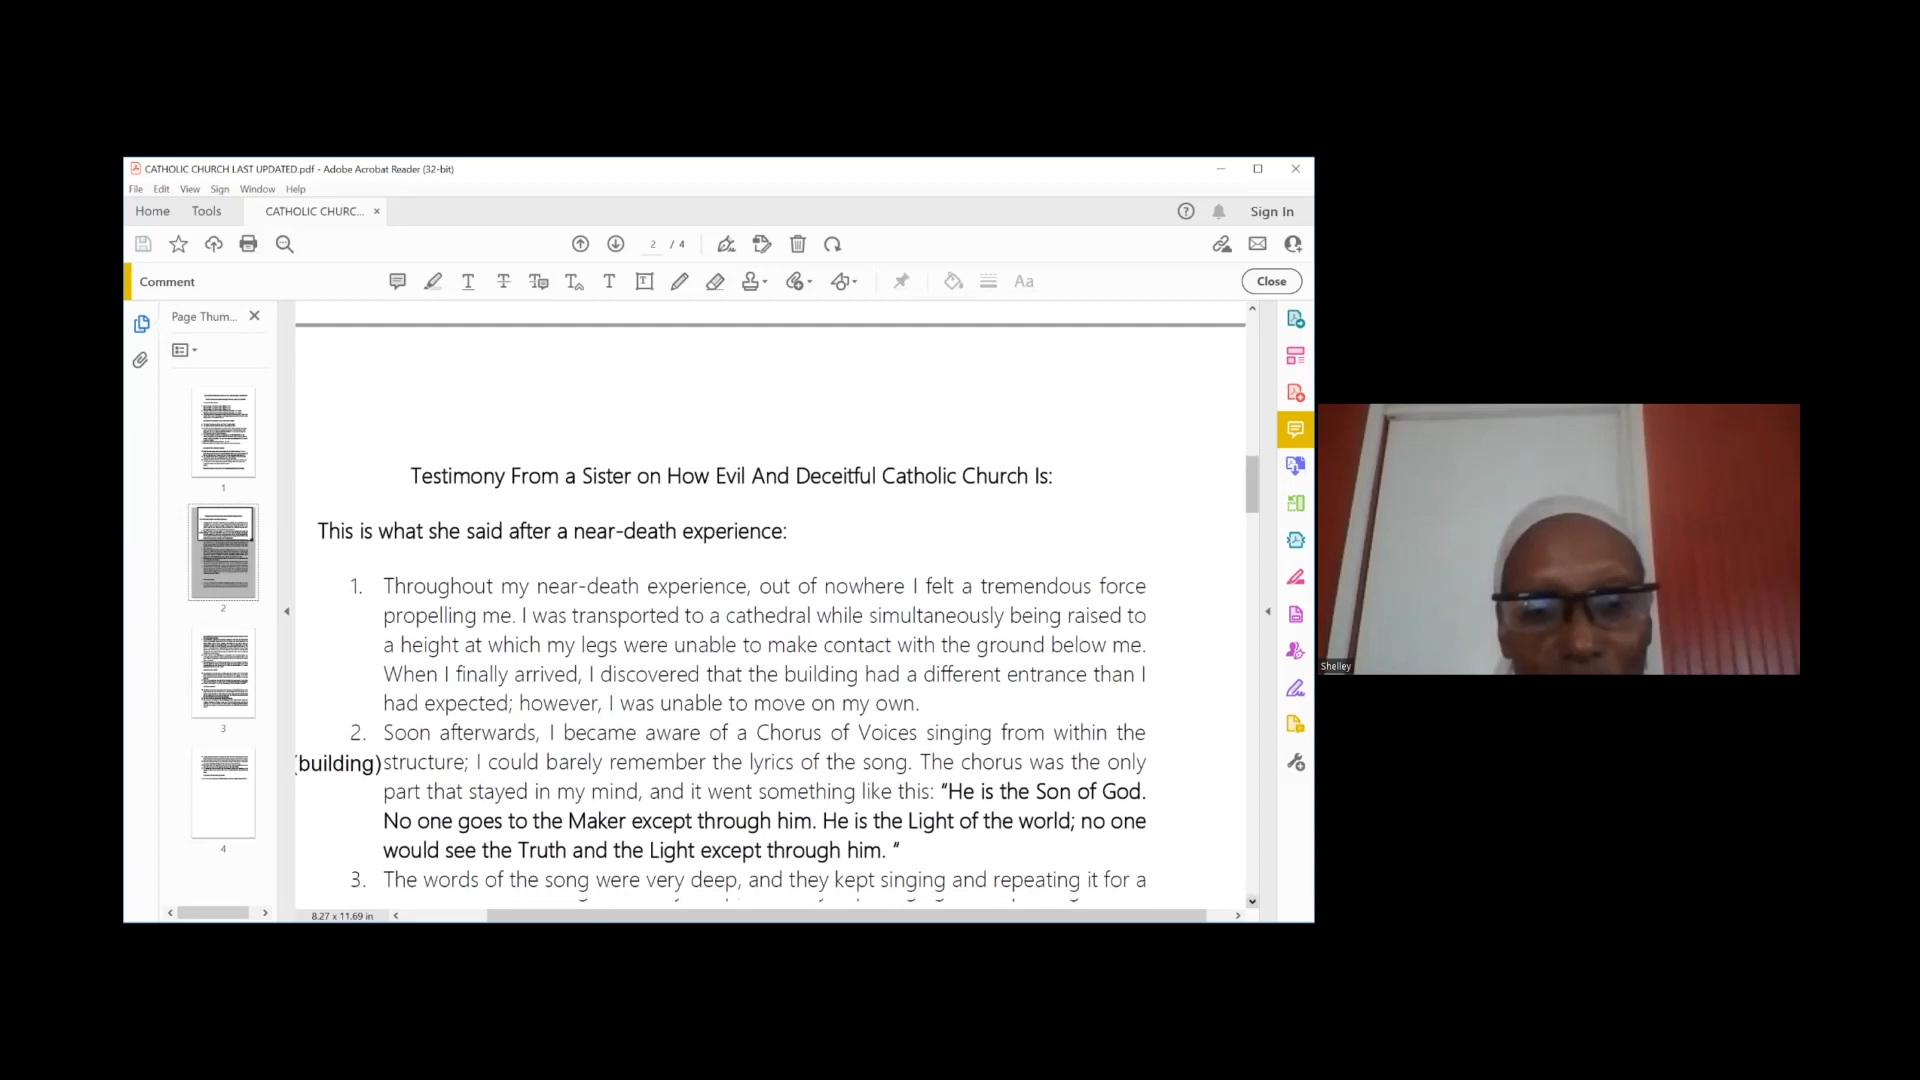 CATHOLIC CHURCH LAST UPDATED.pdf - Adobe Acrobat Reader (32-bit)
File Edit View Sign Window Help
Home Tools CATHOLIC CHURC... × Sign In
2 / 4
Comment Aa Close
Page Thum...
1
2
3
4
Testimony From a Sister on How Evil And Deceitful Catholic Church Is:
This is what she said after a near-death experience:
1. Throughout my near-death experience, out of nowhere I felt a tremendous force
propelling me. I was transported to a cathedral while simultaneously being raised to
a height at which my legs were unable to make contact with the ground below me.
When I finally arrived, I discovered that the building had a different entrance than I
had expected; however, I was unable to move on my own.
2. Soon afterwards, I became aware of a Chorus of Voices singing from within the
(building) structure; I could barely remember the lyrics of the song. The chorus was the only
part that stayed in my mind, and it went something like this: “He is the Son of God.
No one goes to the Maker except through him. He is the Light of the world; no one
would see the Truth and the Light except through him. “
3. The words of the song were very deep, and they kept singing and repeating it for a
8.27 x 11.69 in
Shelley